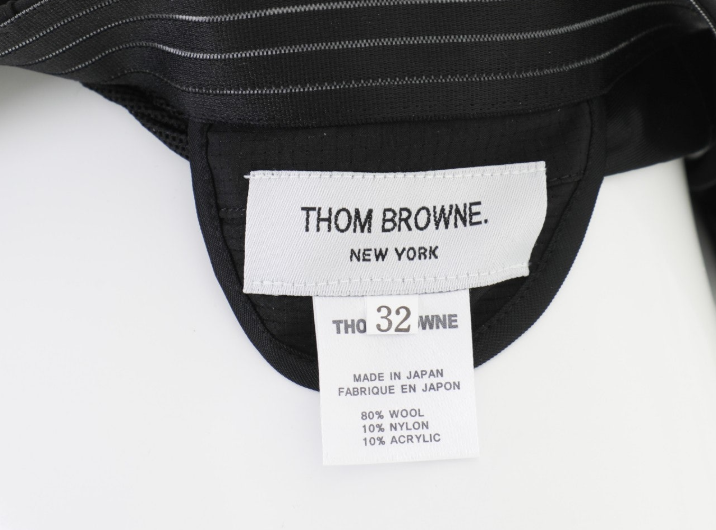 THOM BROWNE.
NEW YORK
THO 32 WNE
MADE IN JAPAN
FABRIQUE EN JAPON
80% WOOL
10% NYLON
10% ACRYLIC